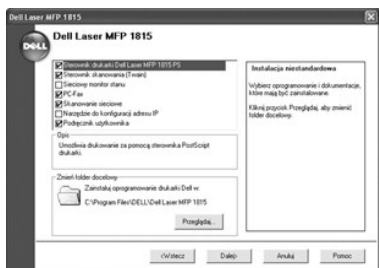 Dell Laser MFP 1815
DELL
Dell Laser MFP 1815
Sterownik drukarki Dell Laser MFP 1815 PS
Sterownik skanowania (Twain)
Sieciowy monitor stanu
PC-Fax
Skanowanie sieciowe
Narzędzie do konfiguracji adresu IP
Podręcznik użytkownika
Instalacja niestandardowa
Wybierz oprogramowanie i dokumentacje,
które mają być zainstalowane.
Kliknij przycisk Przeglądaj, aby zmienić
folder docelowy.
Opis
Umożliwia drukowanie za pomocą sterownika PostScript
drukarki.
Zmień folder docelowy
Zainstaluj oprogramowanie drukarki Dell w:
C:\Program Files\DELL\Dell Laser MFP 1815
Przeglądaj...
<Wstecz
Dalej>
Anuluj
Pomoc